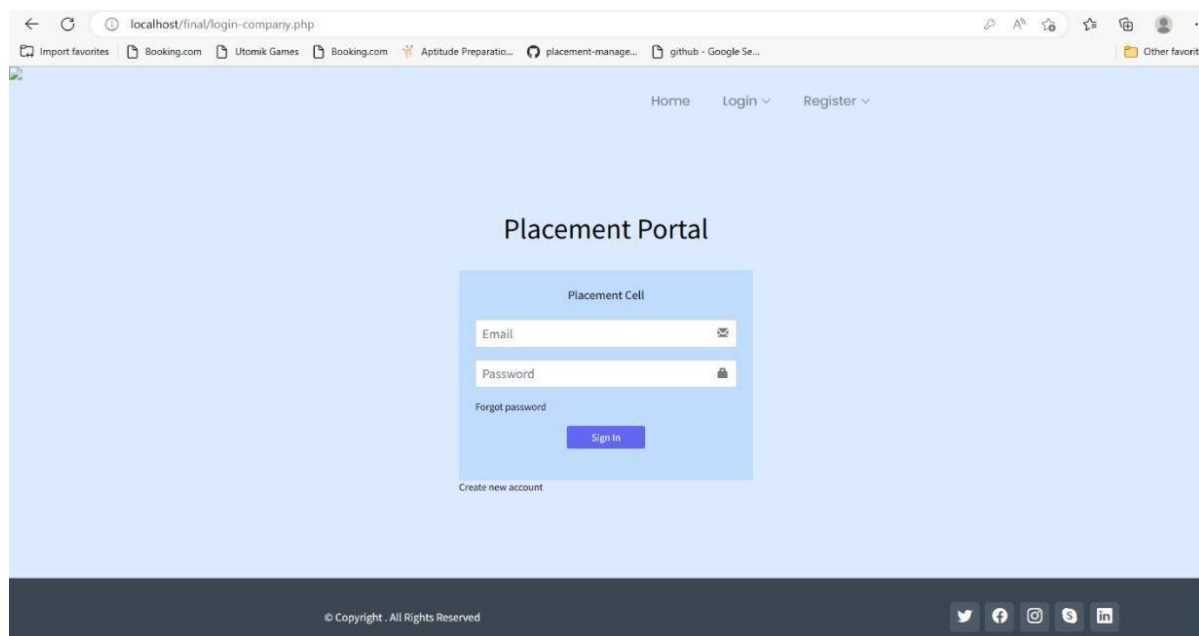 localhost/final/login-company.php
Import favorites Booking.com Utomik Games Booking.com Aptitude Preparatio... placement-manage... github - Google Se... Other favorit
Home Login Register
Placement Portal
Placement Cell
Email
Password
Forgot password
Sign In
Create new account
© Copyright . All Rights Reserved